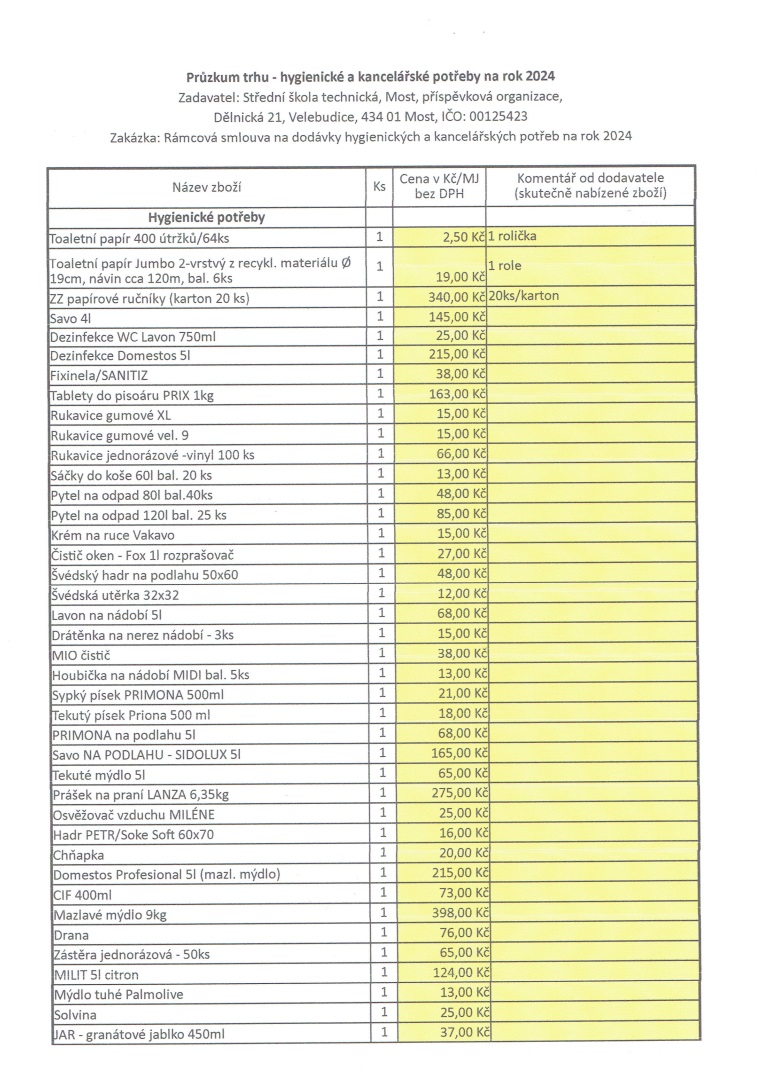 Průzkum trhu - hygienické a kancelářské potřeby na rok 2024
Zadavatel: Střední škola technická, Most, příspěvková organizace,
Dělnická 21, Velebudice, 434 01 Most, IČO: 00125423
Zakázka: Rámcová smlouva na dodávky hygienických a kancelářských potřeb na rok 2024
Název zboží Ks Cena v Kč/MJ bez DPH Komentář od dodavatele (skutečně nabízené zboží)
Hygienické potřeby
Toaletní papír 400 útržků/64ks 1 2,50 Kč 1 rolička
Toaletní papír Jumbo 2-vrstvý z recykl. materiálu Ø
19cm, návin cca 120m, bal. 6ks 1 19,00 Kč 1 role
ZZ papírové ručníky (karton 20 ks) 1 340,00 Kč 20ks/karton
Savo 4l 1 145,00 Kč
Dezinfekce WC Lavon 750ml 1 25,00 Kč
Dezinfekce Domestos 5l 1 215,00 Kč
Fixinela/SANITIZ 1 38,00 Kč
Tablety do pisoáru PRIX 1kg 1 163,00 Kč
Rukavice gumové XL 1 15,00 Kč
Rukavice gumové vel. 9 1 15,00 Kč
Rukavice jednorázové -vinyl 100 ks 1 66,00 Kč
Sáčky do koše 60l bal. 20 ks 1 13,00 Kč
Pytel na odpad 80l bal.40ks 1 48,00 Kč
Pytel na odpad 120l bal. 25 ks 1 85,00 Kč
Krém na ruce Vakavo 1 15,00 Kč
Čistič oken - Fox 1l rozprašovač 1 27,00 Kč
Švédský hadr na podlahu 50x60 1 48,00 Kč
Švédská utěrka 32x32 1 12,00 Kč
Lavon na nádobí 5l 1 68,00 Kč
Drátěnka na nerez nádobí - 3ks 1 15,00 Kč
MIO čistič 1 38,00 Kč
Houbička na nádobí MIDI bal. 5ks 1 13,00 Kč
Sypký písek PRIMONA 500ml 1 21,00 Kč
Tekutý písek Priona 500 ml 1 18,00 Kč
PRIMONA na podlahu 5l 1 68,00 Kč
Savo NA PODLAHU - SIDOLUX 5l 1 165,00 Kč
Tekuté mýdlo 5l 1 65,00 Kč
Prášek na praní LANZA 6,35kg 1 275,00 Kč
Osvěžovač vzduchu MILÉNE 1 25,00 Kč
Hadr PETR/Soke Soft 60x70 1 16,00 Kč
Chňapka 1 20,00 Kč
Domestos Profesional 5l (mazl. mýdlo) 1 215,00 Kč
CIF 400ml 1 73,00 Kč
Mazlavé mýdlo 9kg 1 398,00 Kč
Drana 1 76,00 Kč
Zástěra jednorázová - 50ks 1 65,00 Kč
MILIT 5l citron 1 124,00 Kč
Mýdlo tuhé Palmolive 1 13,00 Kč
Solvina 1 25,00 Kč
JAR - granátové jablko 450ml 1 37,00 Kč